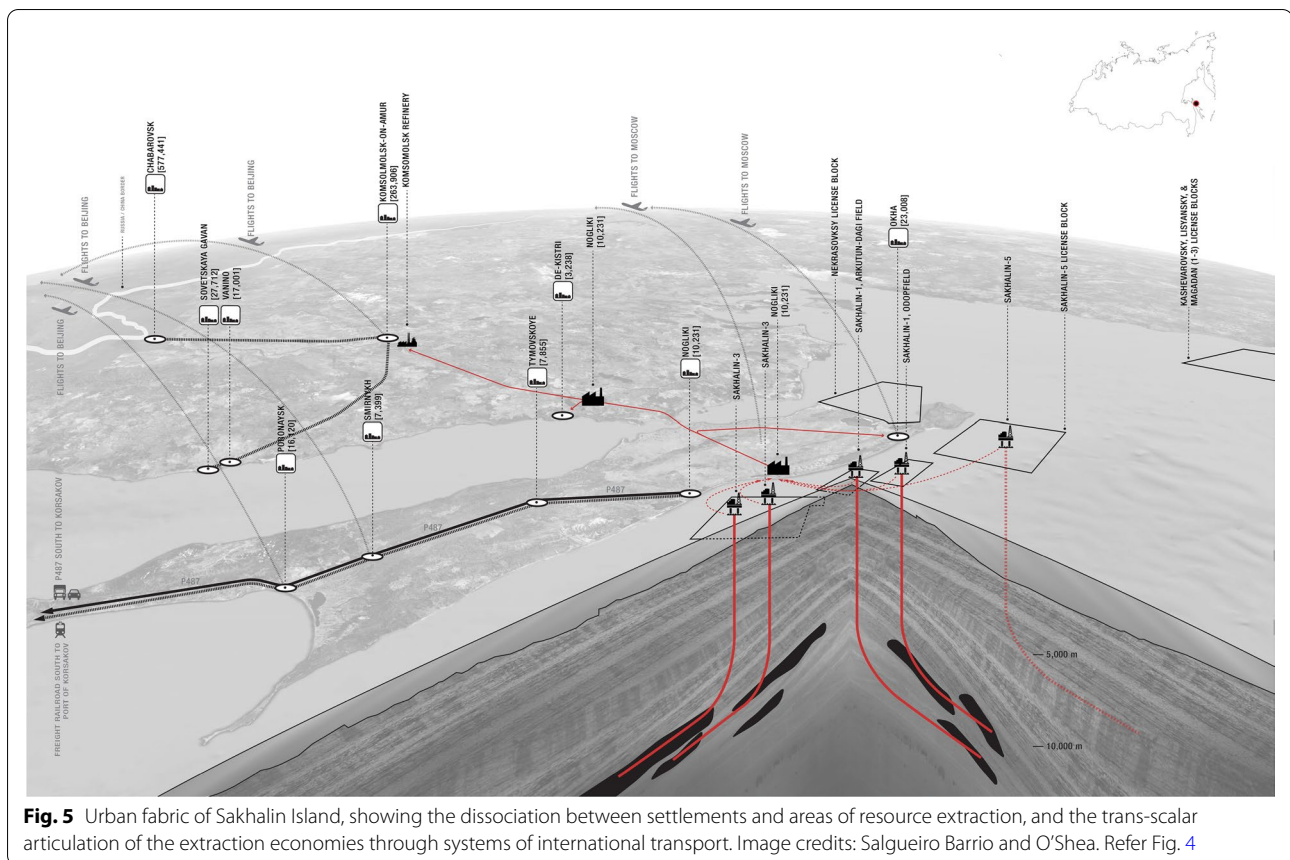 FLIGHTS TO BEIJING
RUSSIA / CHINA BORDER
CHABAROVSK
[577,441]
SOVETSKAYA GAVAN
[27,712]
VANINO
[17,001]
FLIGHTS TO BEIJING
FLIGHTS TO BEIJING
PORONAYSK
[16,120]
SMIRNYKH
[7,399]
KOMSOLMOLSK-ON-AMUR
[263,906]
KOMSOMOLSK REFINERY
TYMOVSKOYE
[7,855]
DE-KISTRI
[3,238]
NOGLIKI
[10,231]
FLIGHTS TO MOSCOW
NOGLIKI
[10,231]
SAKHALIN-3
FLIGHTS TO MOSCOW
SAKHALIN-3
NOGLIKI
[10,231]
NEKRASOVKSY LICENSE BLOCK
SAKHALIN-1, ARKUTUN-DAGI FIELD
OKHA
[23,008]
SAKHALIN-1, ODOPFIELD
SAKHALIN-5
SAKHALIN-5 LICENSE BLOCK
KASHEVAROVSKY, LISYANSKY, &
MAGADAN (1-3) LICENSE BLOCKS
P487
P487
P487
P487 SOUTH TO KORSAKOV
FREIGHT RAILROAD SOUTH TO
PORT OF KORSAKOV
5,000 m
10.000 m
Fig. 5 Urban fabric of Sakhalin Island, showing the dissociation between settlements and areas of resource extraction, and the trans-scalar
articulation of the extraction economies through systems of international transport. Image credits: Salgueiro Barrio and O'Shea. Refer Fig. 4